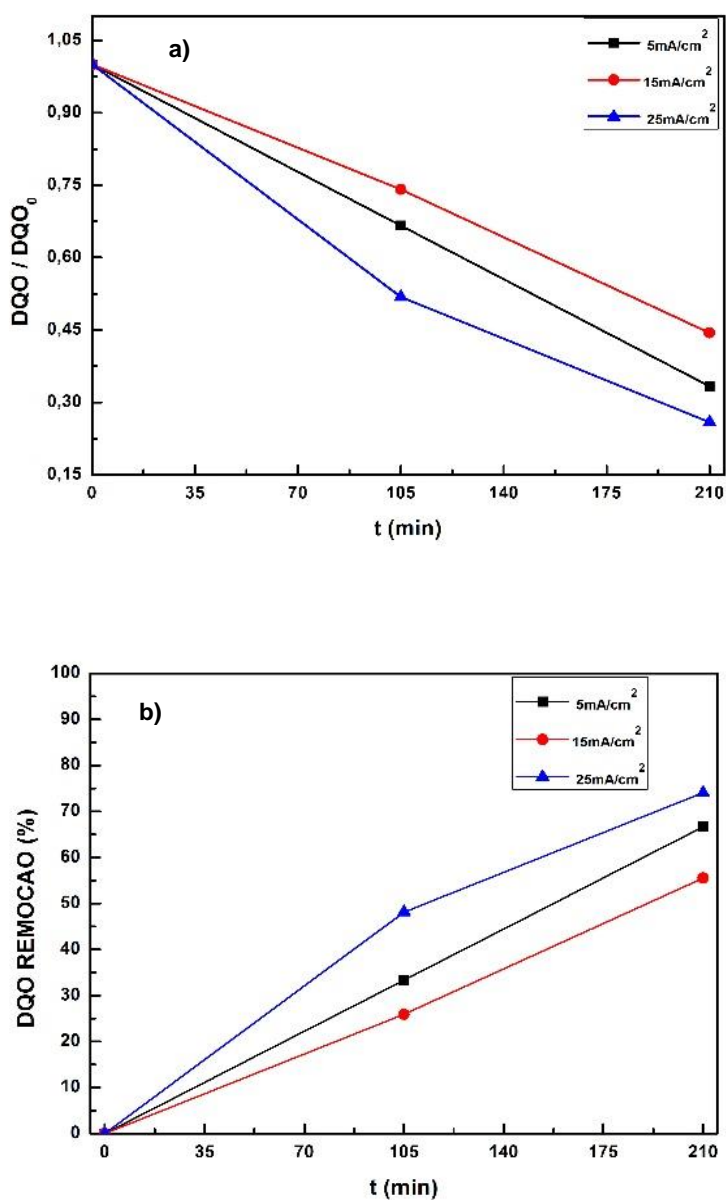 a)
5mA/cm²
15mA/cm²
25mA/cm²
DQO / DQO₀
1,05
0,90
0,75
0,60
0,45
0,30
0,15
0 35 70 105 140 175 210
t (min)
b)
5mA/cm²
15mA/cm²
25mA/cm²
DQO REMOCAO (%)
100
90
80
70
60
50
40
30
20
10
0
0 35 70 105 140 175 210
t (min)